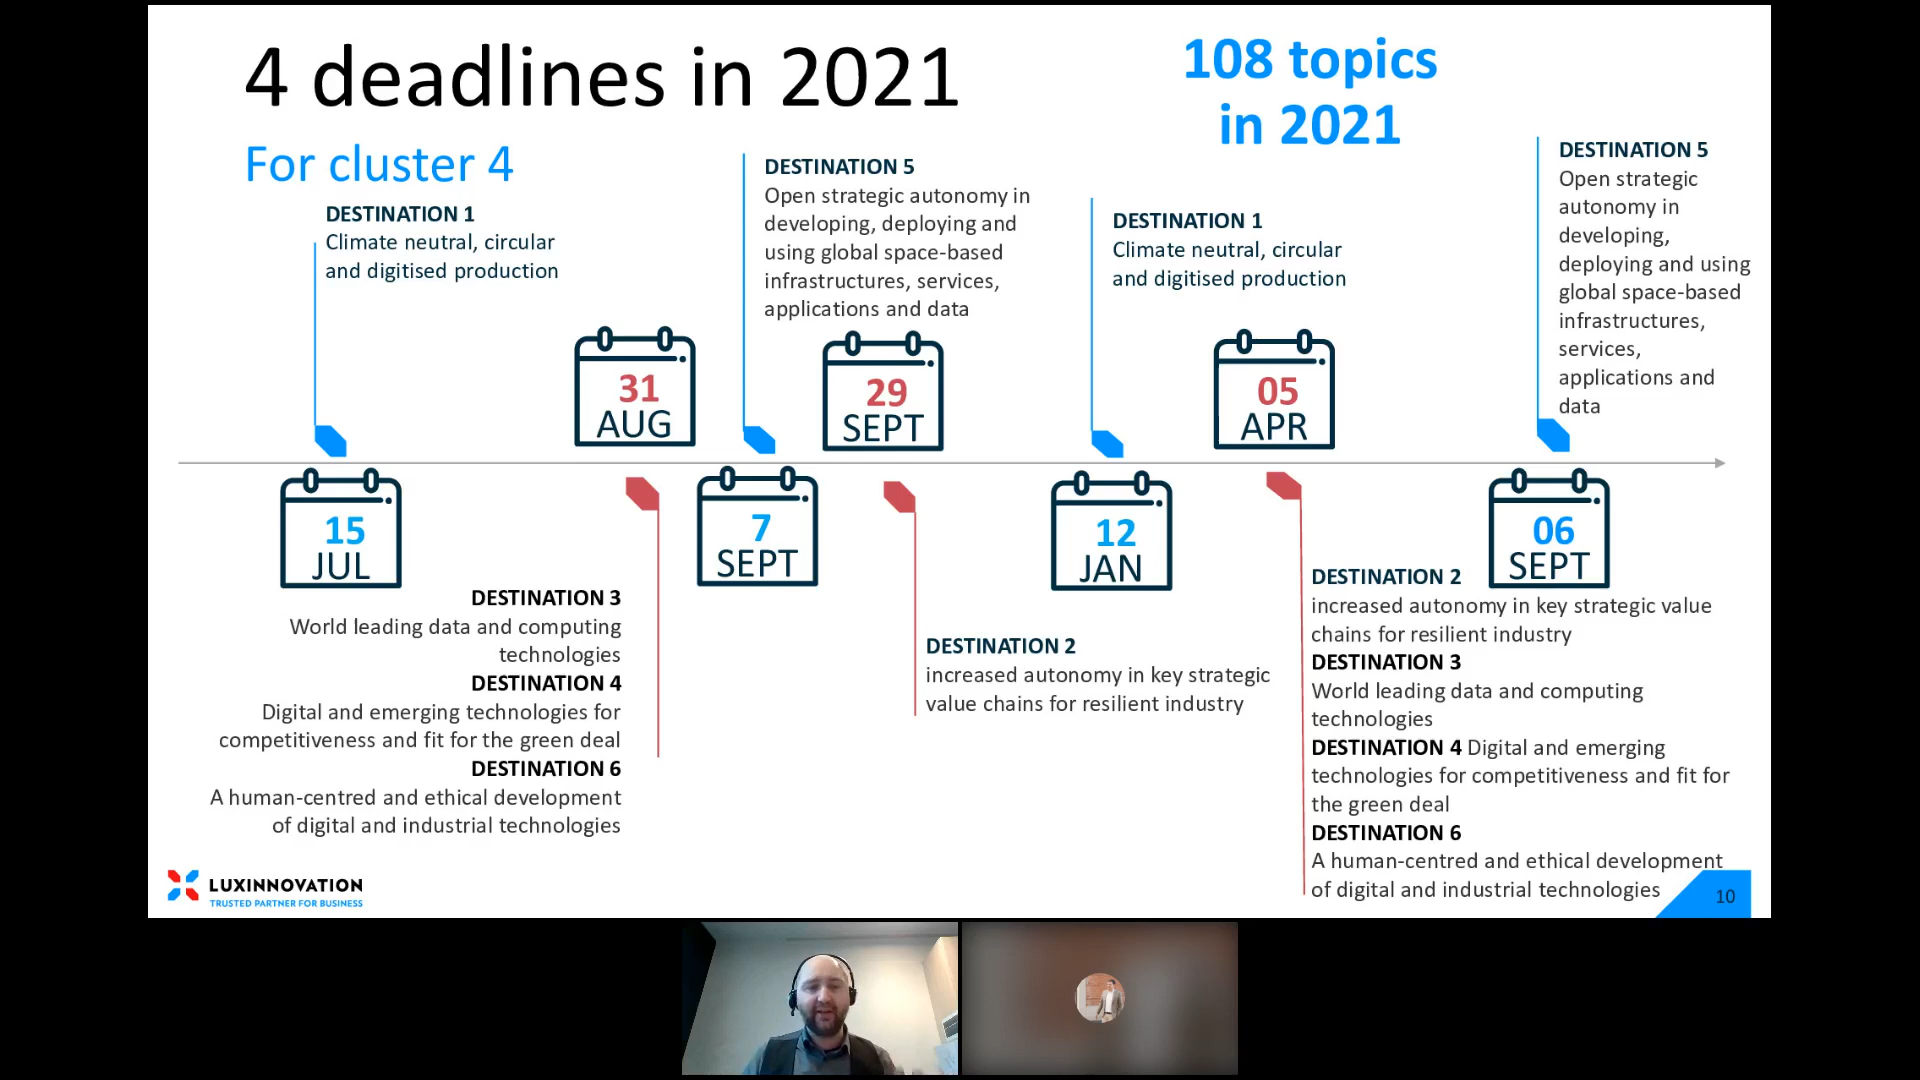 4 deadlines in 2021
For cluster 4
108 topics
in 2021
DESTINATION 1
Climate neutral, circular
and digitised production
DESTINATION 5
Open strategic autonomy in
developing, deploying and
using global space-based
infrastructures, services,
applications and data
DESTINATION 1
Climate neutral, circular
and digitised production
DESTINATION 5
Open strategic
autonomy in
developing,
deploying and using
global space-based
infrastructures,
services,
applications and
data
31
AUG
29
SEPT
05
APR
15
JUL
7
SEPT
12
JAN
06
SEPT
DESTINATION 3
World leading data and computing
technologies
DESTINATION 4
Digital and emerging technologies for
competitiveness and fit for the green deal
DESTINATION 6
A human-centred and ethical development
of digital and industrial technologies
DESTINATION 2
increased autonomy in key strategic
value chains for resilient industry
DESTINATION 2
increased autonomy in key strategic value
chains for resilient industry
DESTINATION 3
World leading data and computing
technologies
DESTINATION 4 Digital and emerging
technologies for competitiveness and fit for
the green deal
DESTINATION 6
A human-centred and ethical development
of digital and industrial technologies
LUXINNOVATION
TRUSTED PARTNER FOR BUSINESS
10